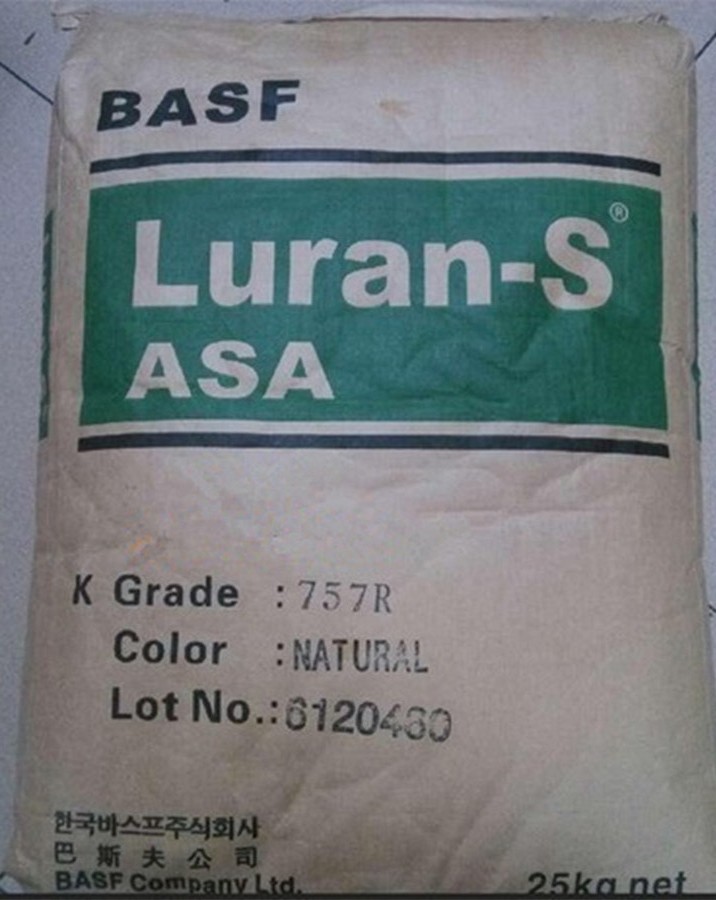 BASF
Luran-S®
ASA
K Grade : 757R
Color : NATURAL
Lot No.: 6120460
한국바스프주식회사
巴斯夫公司
BASF Company Ltd.
25kg net